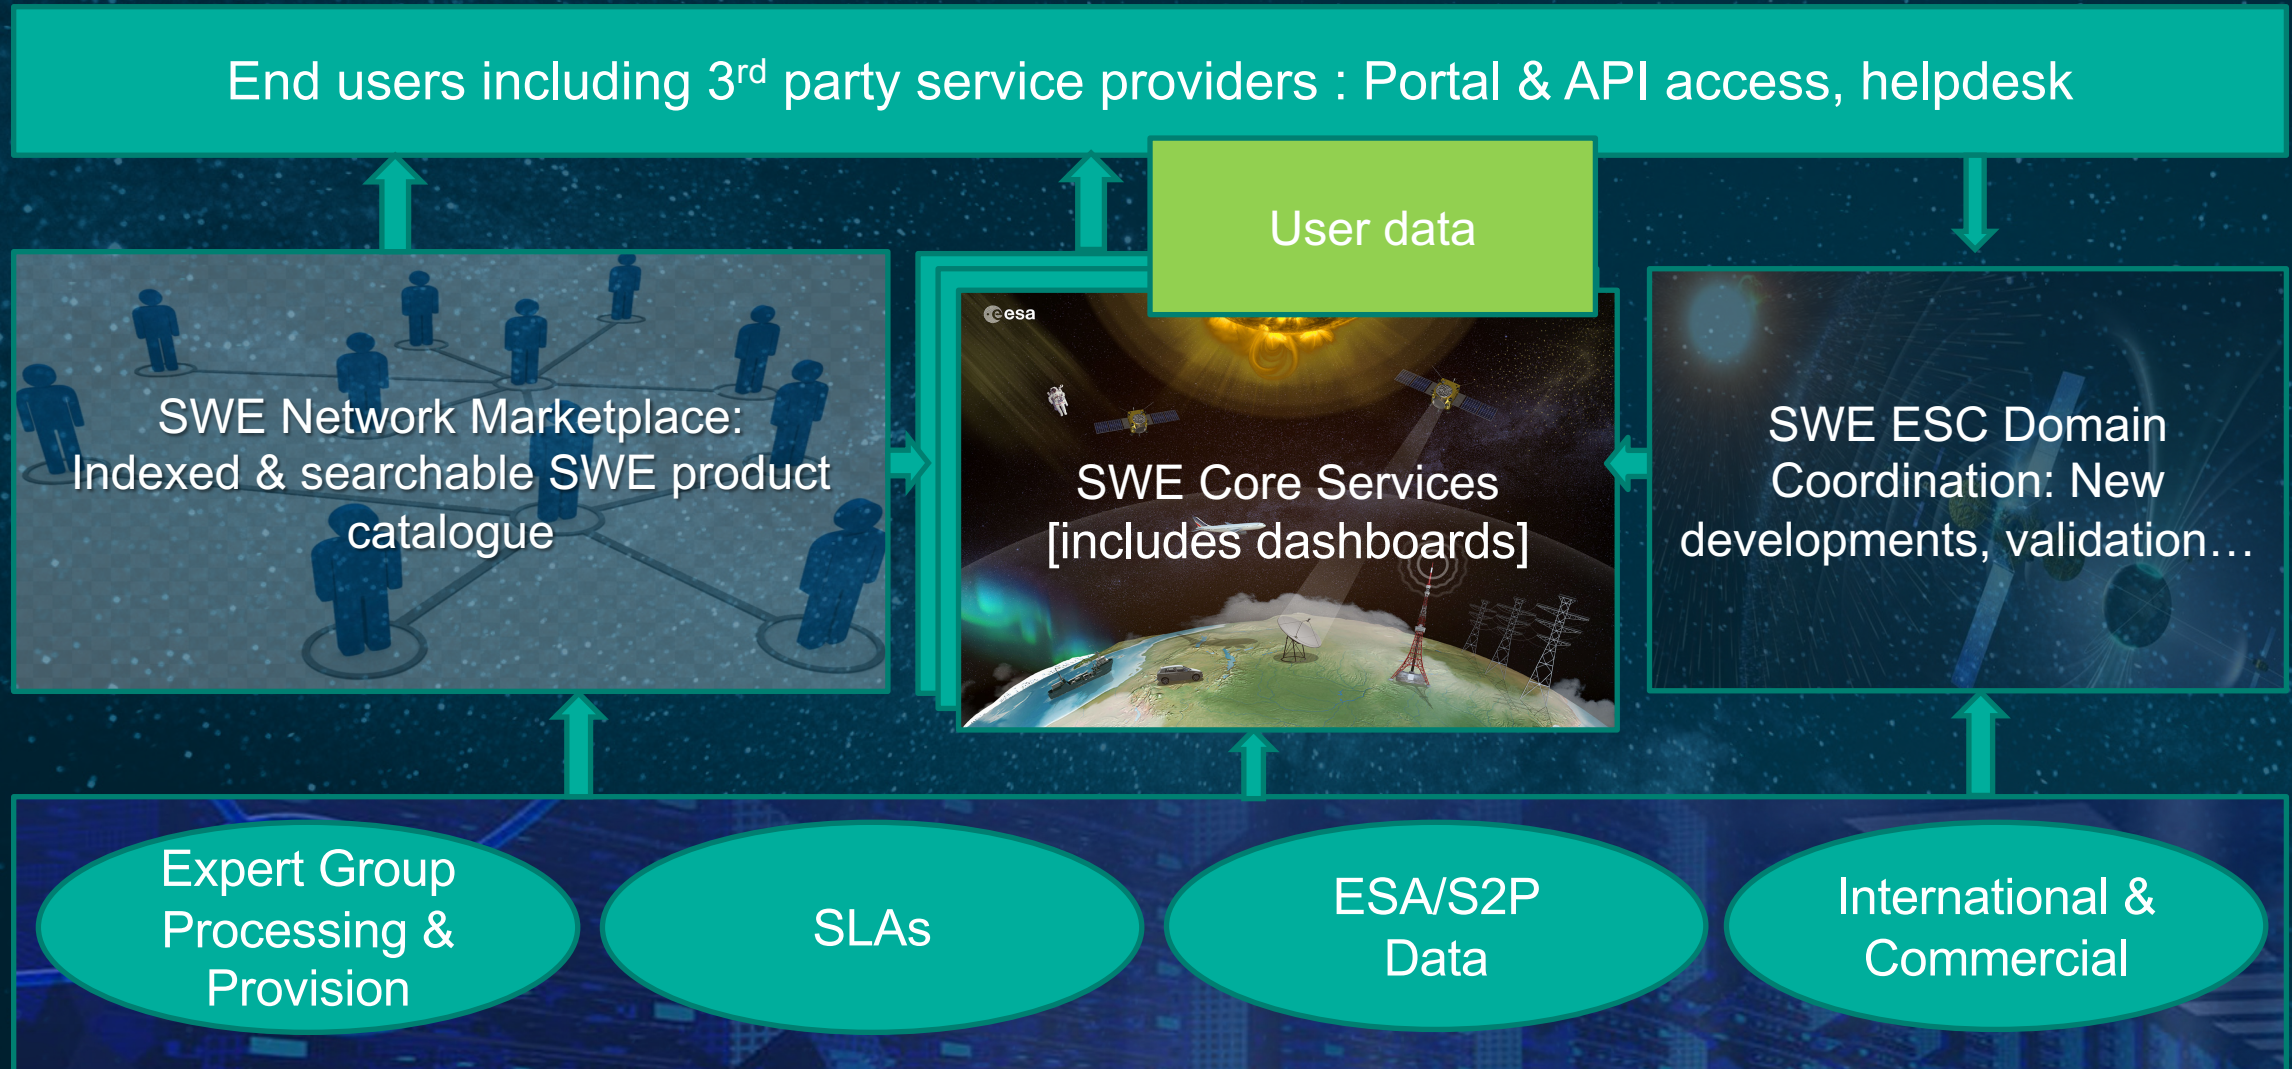 End users including 3rd party service providers : Portal & API access, helpdesk
User data
SWE Network Marketplace:
Indexed & searchable SWE product
catalogue
esa
SWE Core Services
[includes dashboards]
SWE ESC Domain
Coordination: New
developments, validation…
Expert Group
Processing &
Provision
SLAs
ESA/S2P
Data
International &
Commercial